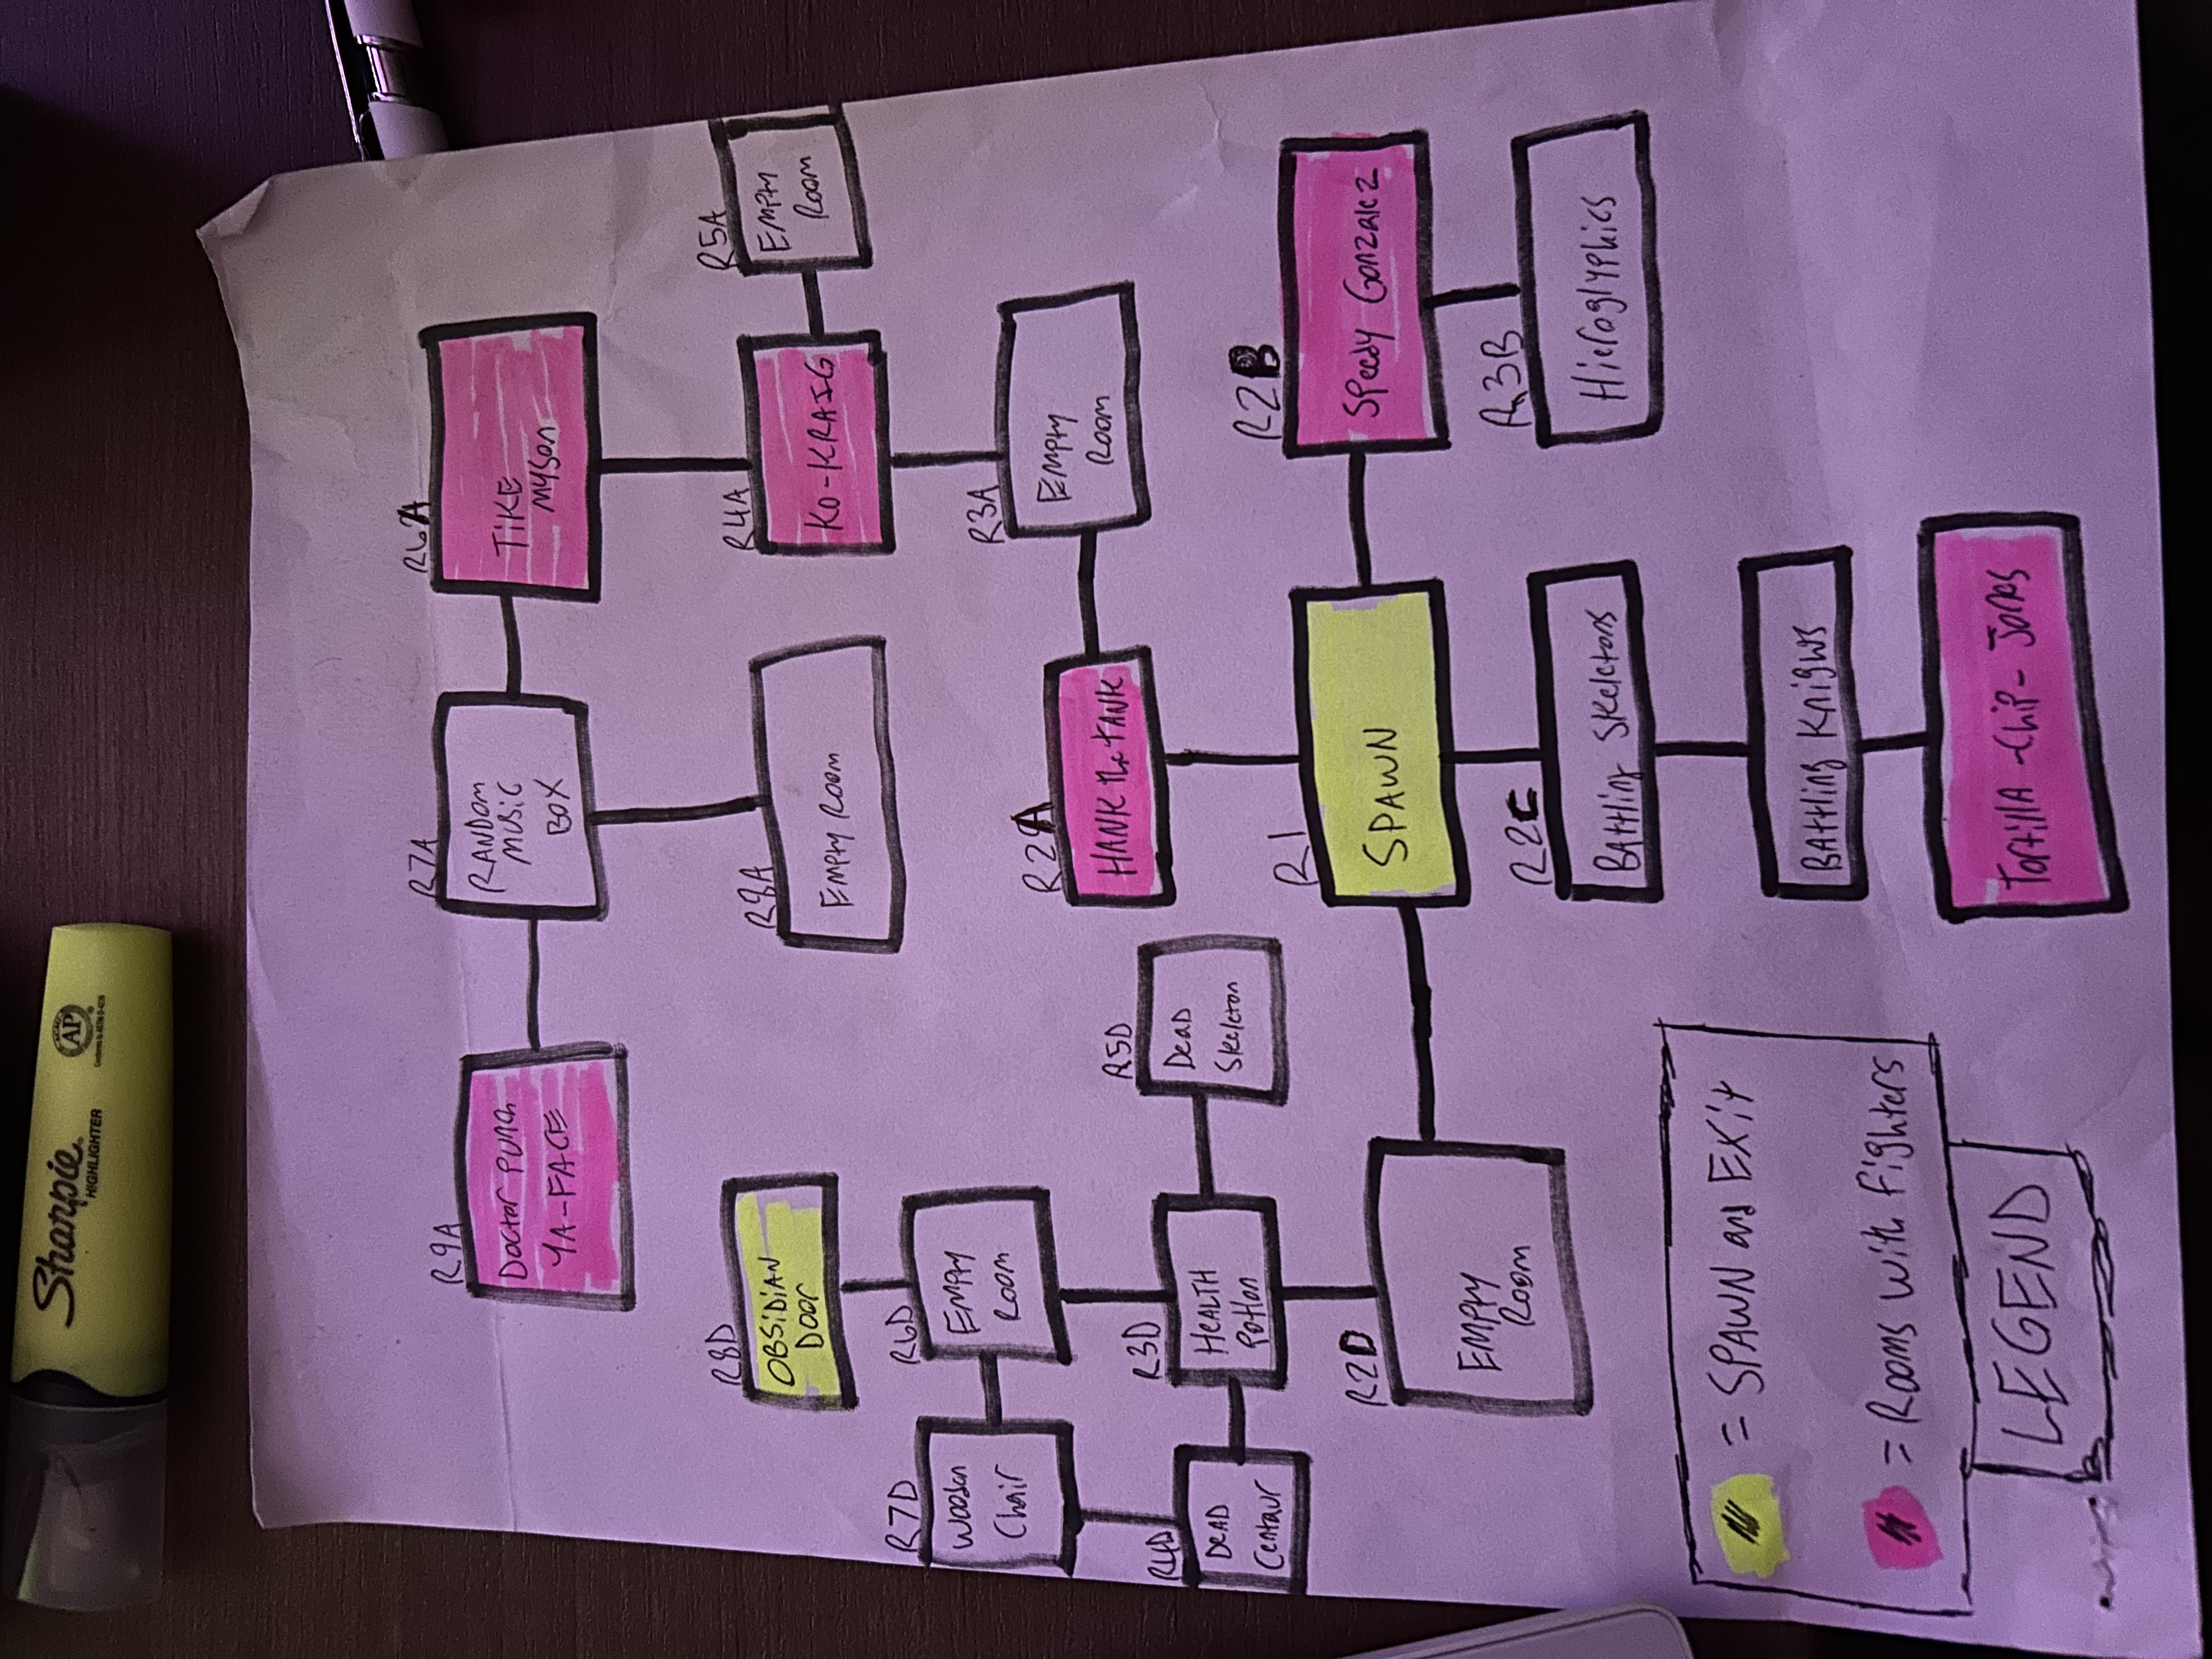 Sharpie
HIGHLIGHTER
AP
R9A
Doctor Punch
YA-FACE
R7A
RANDOM
MUSIC
BOX
R6A
TIKE
MYSON
R8D
OBSIDIAN
DOOR
R8A
Empty Room
R4A
KO-KRAIG
R5A
EMPTY
ROOM
R7D
Wooden
Chair
R6D
EMPTY
ROOM
R3A
EMPTY
ROOM
R2A
HANK the TANK
R4D
DEAD
Centaur
R3D
HEALTH
Potion
R5D
DeaD
Skeleton
R1
SPAWN
R2B
Speedy Gonzalez
R2D
EMPTY
ROOM
R2C
BAttling Skeletons
R3B
Hieroglyphics
BAttling Knights
TortillA-Chip-Jones
= SPAWN and EXit
= Rooms with Fighters
LEGEND